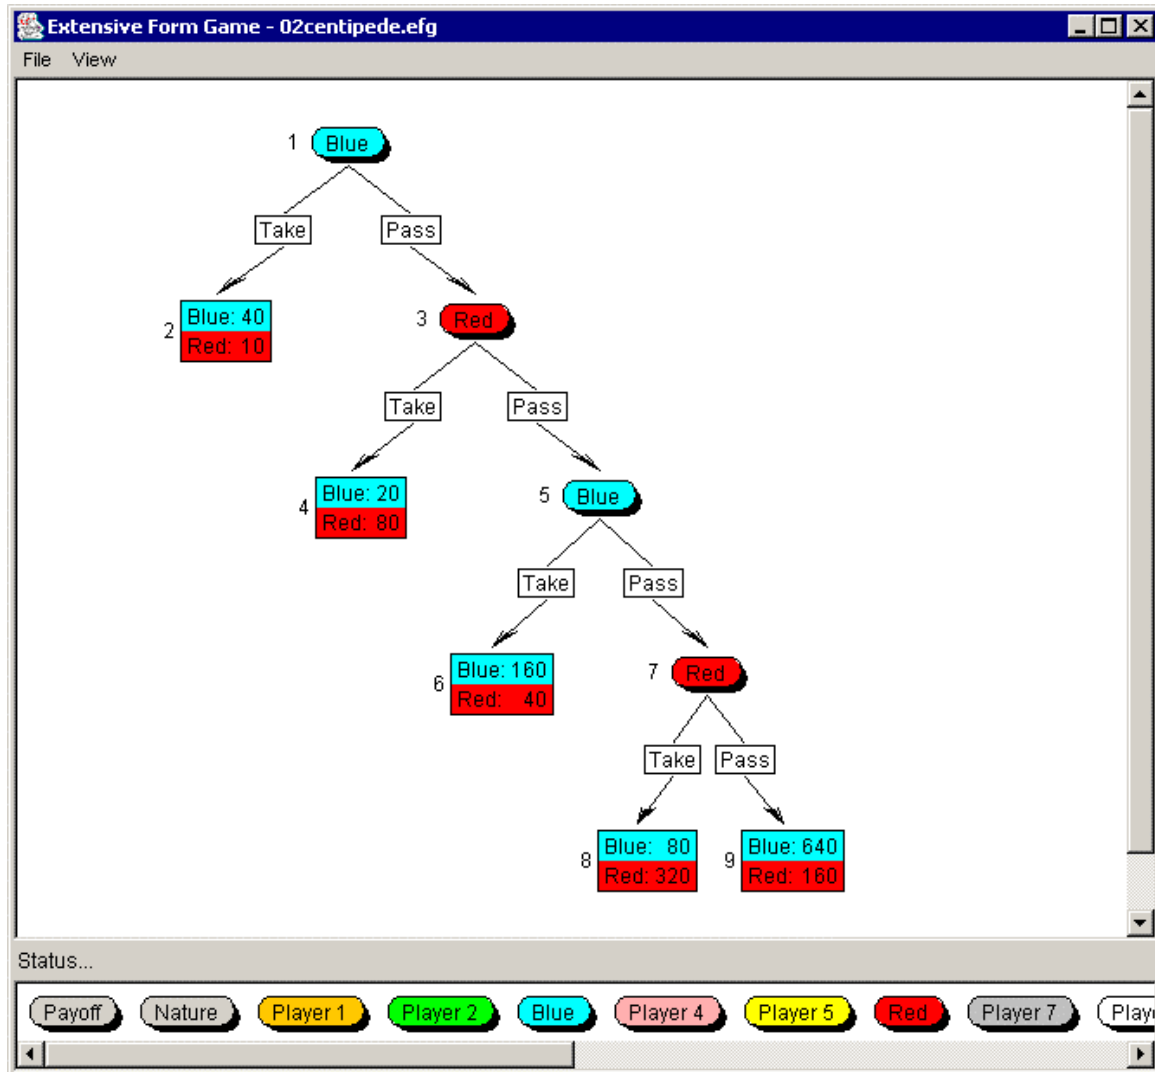 Extensive Form Game - 02centipede.efg
File View
1 Blue
Take Pass
2 Blue: 40
Red: 10
3 Red
Take Pass
4 Blue: 20
Red: 80
5 Blue
Take Pass
6 Blue: 160
Red: 40
7 Red
Take Pass
8 Blue: 80
Red: 320
9 Blue: 640
Red: 160
Status...
Payoff Nature Player 1 Player 2 Blue Player 4 Player 5 Red Player 7